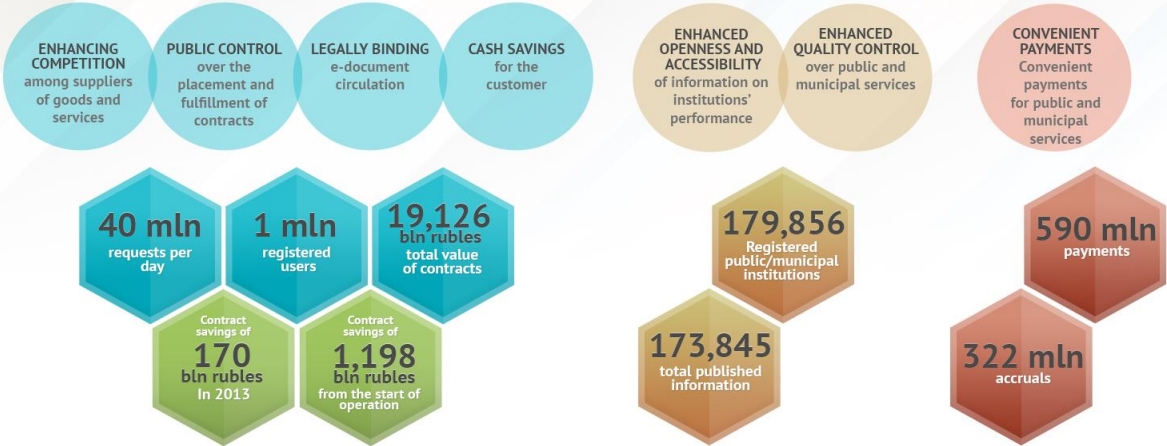 ENHANCING
COMPETITION
among suppliers
of goods and
services
PUBLIC CONTROL
over the
placement and
fulfillment of
contracts
LEGALLY BINDING
e-document
circulation
CASH SAVINGS
for the
customer
ENHANCED
OPENNESS AND
ACCESSIBILITY
of information on
institutions'
performance
ENHANCED
QUALITY CONTROL
over public and
municipal services
CONVENIENT
PAYMENTS
Convenient
payments
for public and
municipal
services
40 mln
requests per
day
1 mln
registered
users
19,126
bln rubles
total value
of contracts
179,856
Registered
public/municipal
institutions
590 mln
payments
Contract
savings of
170
bln rubles
In 2013
Contract
savings of
1,198
bln rubles
from the start of
operation
173,845
total published
information
322 mln
accruals